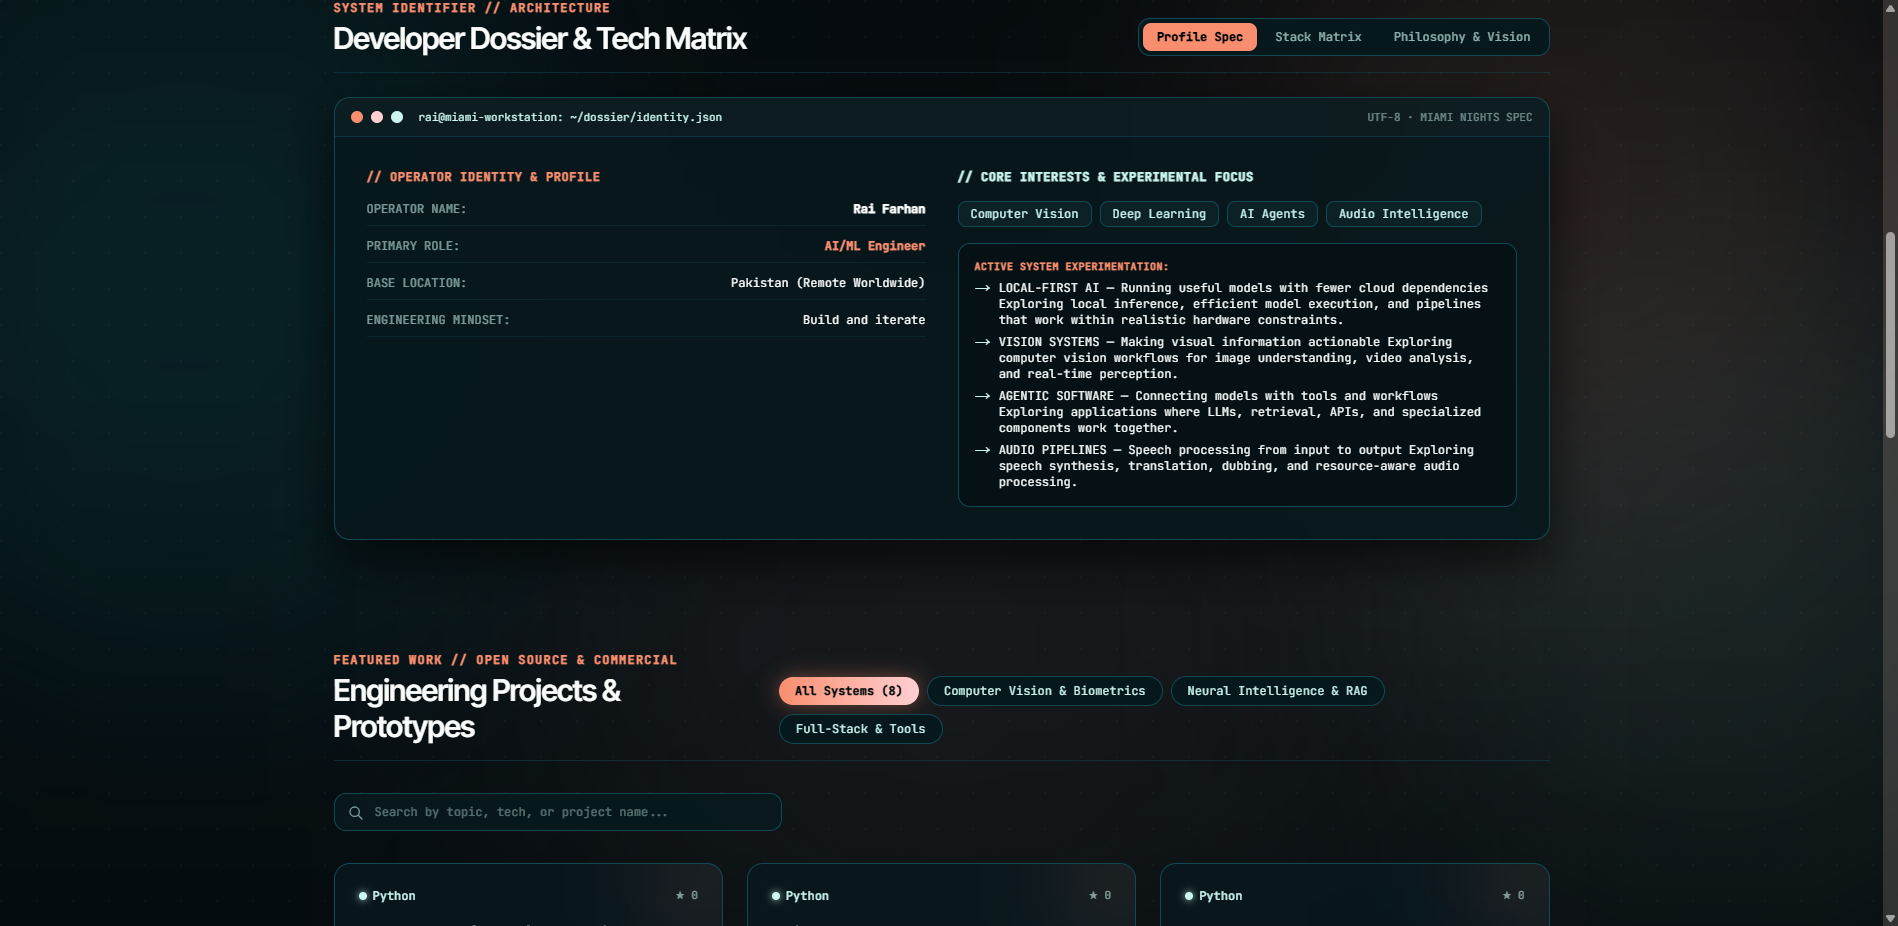 SYSTEM IDENTIFIER // ARCHITECTURE
Developer Dossier & Tech Matrix
Profile Spec
Stack Matrix
Philosophy & Vision
rai@miami-workstation: ~/dossier/identity.json
UTF-8 · MIAMI NIGHTS SPEC
// OPERATOR IDENTITY & PROFILE
OPERATOR NAME:
Rai Farhan
PRIMARY ROLE:
AI/ML Engineer
BASE LOCATION:
Pakistan (Remote Worldwide)
ENGINEERING MINDSET:
Build and iterate
// CORE INTERESTS & EXPERIMENTAL FOCUS
Computer Vision
Deep Learning
AI Agents
Audio Intelligence
ACTIVE SYSTEM EXPERIMENTATION:
→ LOCAL-FIRST AI — Running useful models with fewer cloud dependencies
Exploring local inference, efficient model execution, and pipelines
that work within realistic hardware constraints.
→ VISION SYSTEMS — Making visual information actionable Exploring
computer vision workflows for image understanding, video analysis,
and real-time perception.
→ AGENTIC SOFTWARE — Connecting models with tools and workflows
Exploring applications where LLMs, retrieval, APIs, and specialized
components work together.
→ AUDIO PIPELINES — Speech processing from input to output Exploring
speech synthesis, translation, dubbing, and resource-aware audio
processing.
FEATURED WORK // OPEN SOURCE & COMMERCIAL
Engineering Projects &
Prototypes
All Systems (8)
Computer Vision & Biometrics
Neural Intelligence & RAG
Full-Stack & Tools
Search by topic, tech, or project name...
Python
★ 0
Python
★ 0
Python
★ 0